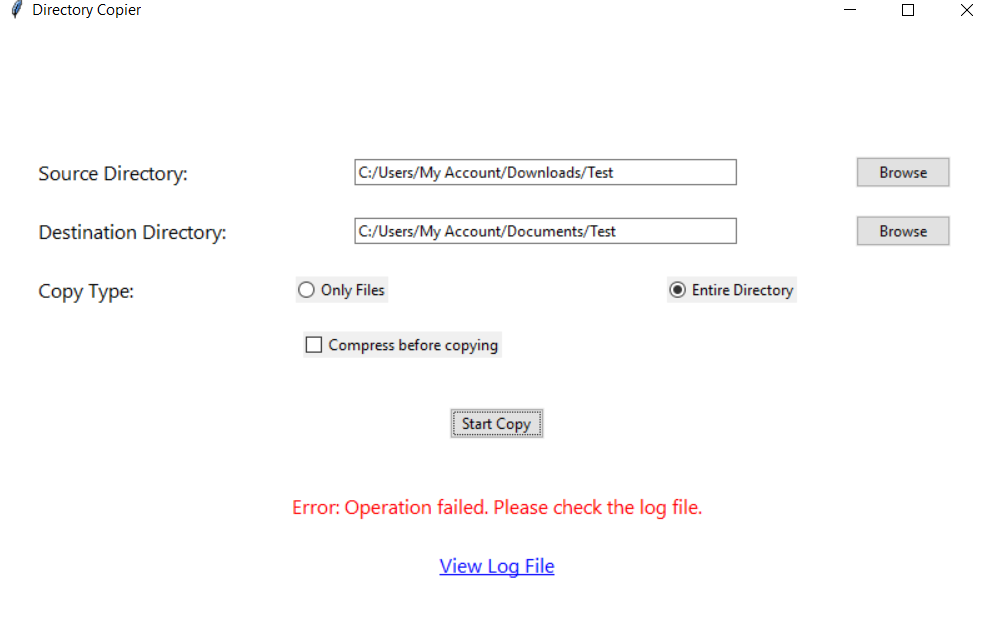 Directory Copier
Source Directory: C:/Users/My Account/Downloads/Test Browse
Destination Directory: C:/Users/My Account/Documents/Test Browse
Copy Type: Only Files Entire Directory
Compress before copying
Start Copy
Error: Operation failed. Please check the log file.
View Log File